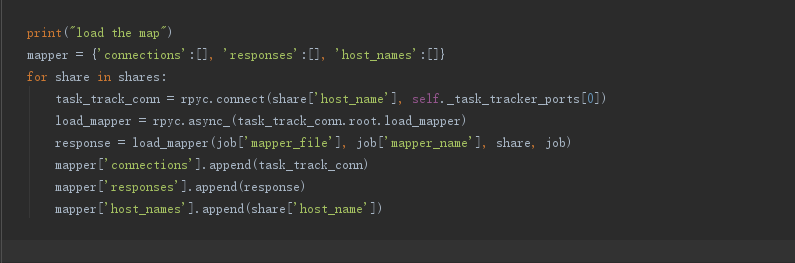 print("load the map")
mapper = {'connections':[], 'responses':[], 'host_names':[]}
for share in shares:
    task_track_conn = rpyc.connect(share['host_name'], self._task_tracker_ports[0])
    load_mapper = rpyc.async_(task_track_conn.root.load_mapper)
    response = load_mapper(job['mapper_file'], job['mapper_name'], share, job)
    mapper['connections'].append(task_track_conn)
    mapper['responses'].append(response)
    mapper['host_names'].append(share['host_name'])